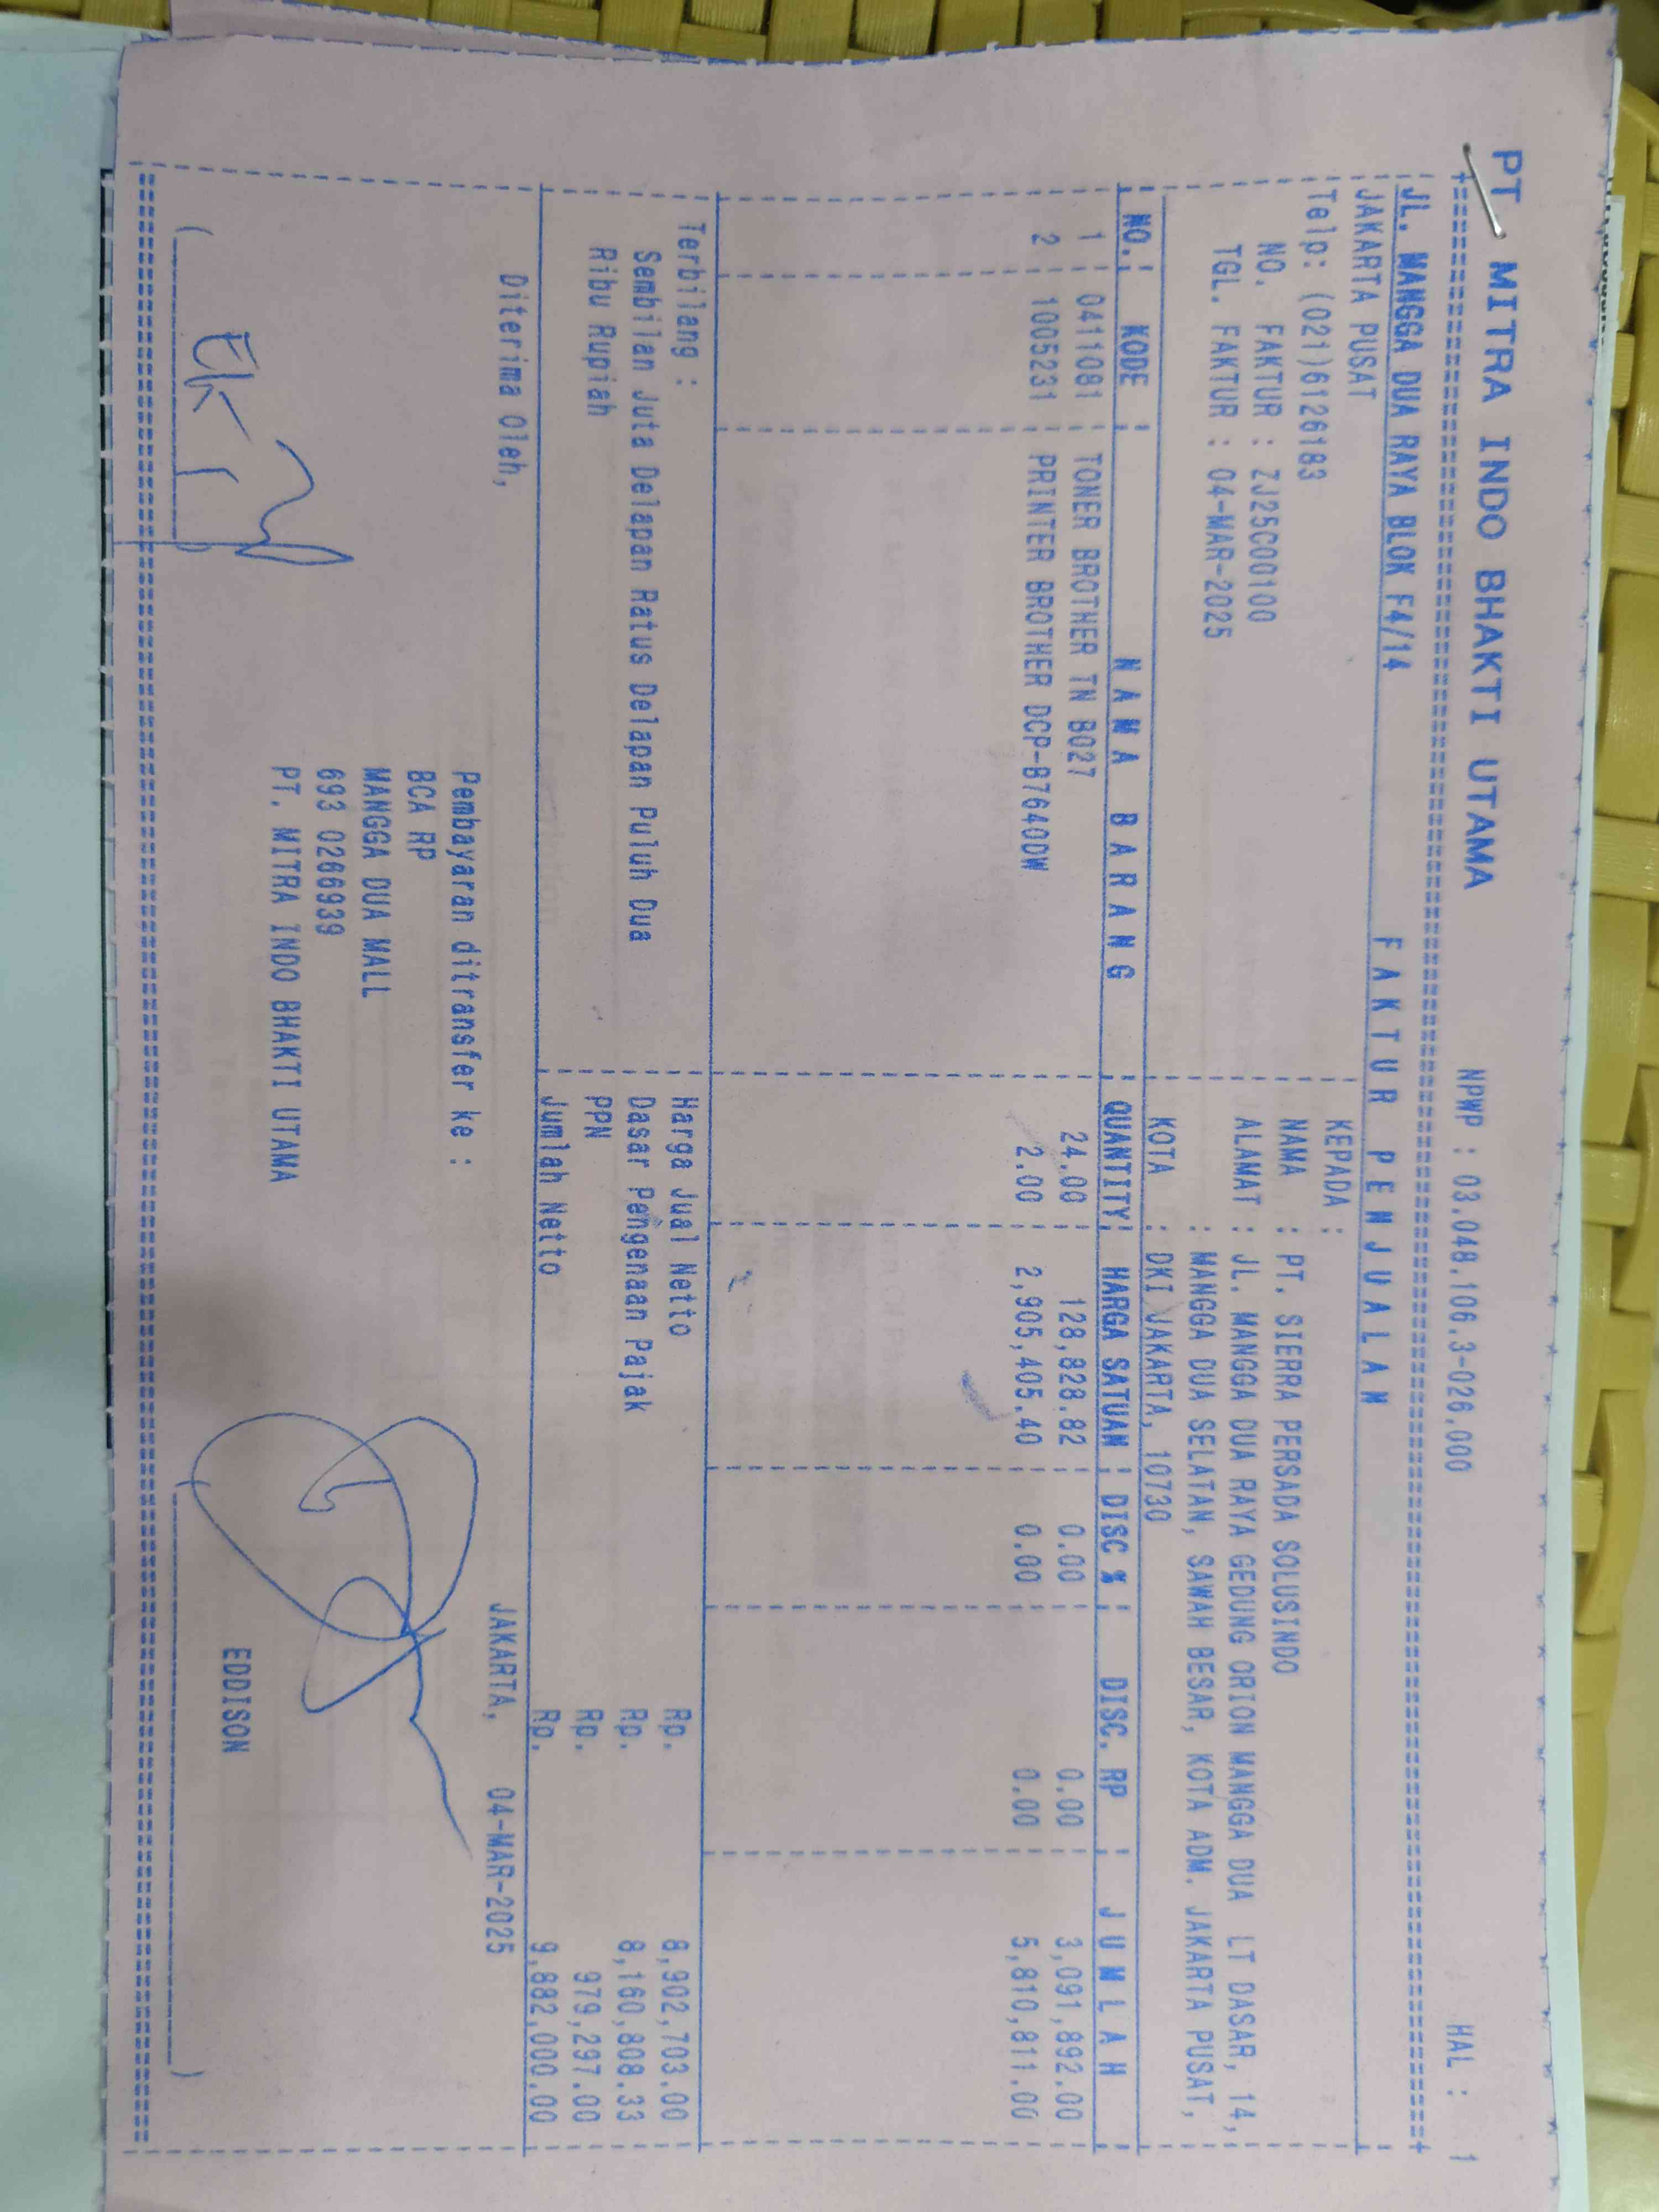 PT MITRA INDO BHAKTI UTAMA NPWP : 03.048.106.3-026.000 HAL : 1
JL. MANGGA DUA RAYA BLOK F4/14 FAKTUR PENJUALAN
JAKARTA PUSAT KEPADA :
Telp: (021)6126183 NAMA : PT. SIERRA PERSADA SOLUSINDO
NO. FAKTUR : ZJ25C00100 ALAMAT : JL. MANGGA DUA RAYA GEDUNG ORION MANGGA DUA LT DASAR, 14,
TGL. FAKTUR : 04-MAR-2025 : MANGGA DUA SELATAN, SAWAH BESAR, KOTA ADM. JAKARTA PUSAT,
KOTA : DKI JAKARTA, 10730
NO. KODE NAMA BARANG QUANTITY HARGA SATUAN DISC % DISC. RP JUMLAH
1 0411081 TONER BROTHER TN B027 24.00 128,828.82 0.00 0.00 3,091,892.00
2 1005231 PRINTER BROTHER DCP-B7640DW 2.00 2,905,405.40 0.00 0.00 5,810,811.00
Terbilang : Harga Jual Netto Rp. 8,902,703.00
Sembilan Juta Delapan Ratus Delapan Puluh Dua Dasar Pengenaan Pajak Rp. 8,160,808.33
Ribu Rupiah PPN Rp. 979,297.00
Jumlah Netto Rp. 9,882,000.00
Diterima Oleh, JAKARTA, 04-MAR-2025
Pembayaran ditransfer ke :
BCA RP
MANGGA DUA MALL
693 0286939
PT. MITRA INDO BHAKTI UTAMA
EDDISON